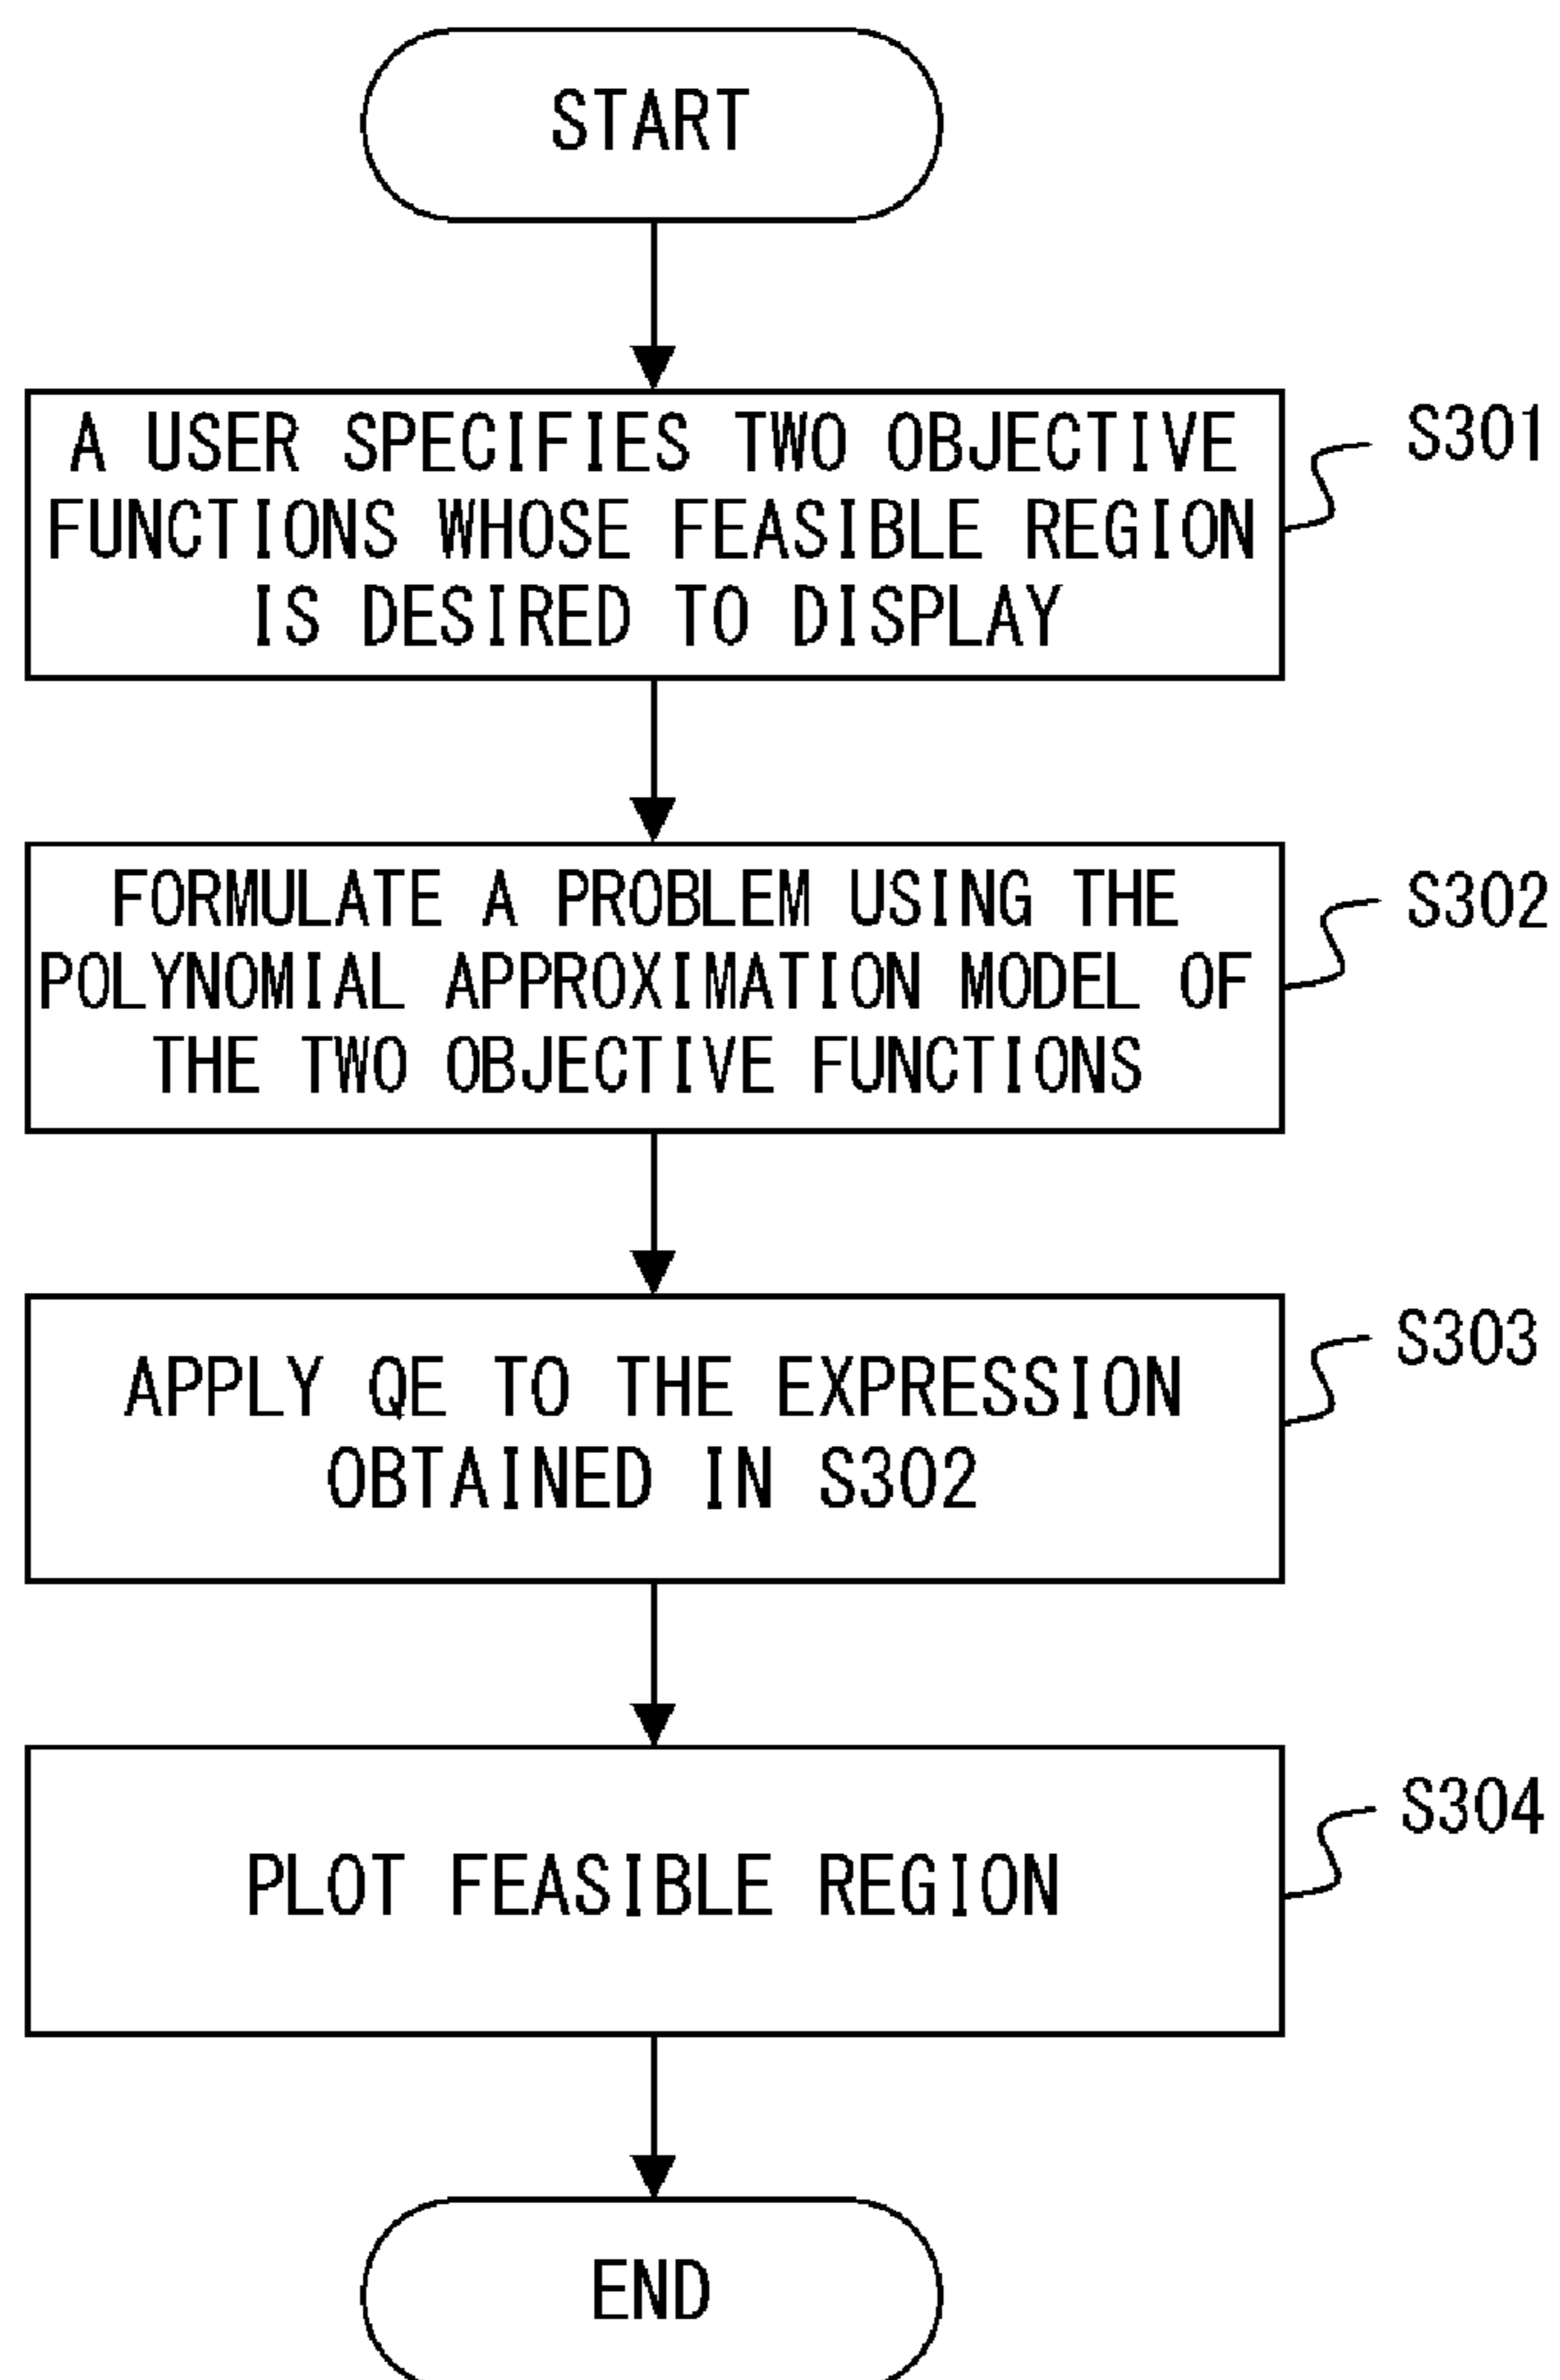 START
A USER SPECIFIES TWO OBJECTIVE
FUNCTIONS WHOSE FEASIBLE REGION
IS DESIRED TO DISPLAY
S301
FORMULATE A PROBLEM USING THE
POLYNOMIAL APPROXIMATION MODEL OF
THE TWO OBJECTIVE FUNCTIONS
S302
APPLY QE TO THE EXPRESSION
OBTAINED IN S302
S303
PLOT FEASIBLE REGION
S304
END